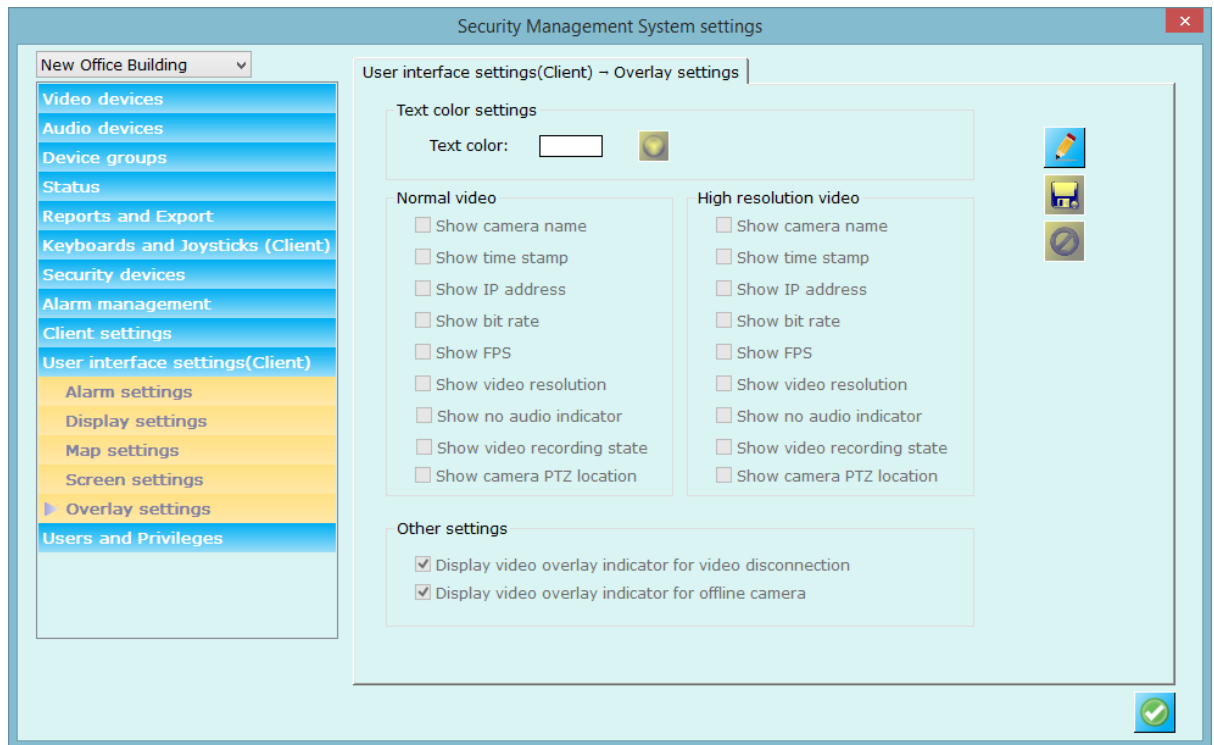 Security Management System settings
New Office Building
Video devices
Audio devices
Device groups
Status
Reports and Export
Keyboards and Joysticks (Client)
Security devices
Alarm management
Client settings
User interface settings(Client)
Alarm settings
Display settings
Map settings
Screen settings
Overlay settings
Users and Privileges
User interface settings(Client) → Overlay settings
Text color settings
Text color:
Normal video
Show camera name
Show time stamp
Show IP address
Show bit rate
Show FPS
Show video resolution
Show no audio indicator
Show video recording state
Show camera PTZ location
High resolution video
Show camera name
Show time stamp
Show IP address
Show bit rate
Show FPS
Show video resolution
Show no audio indicator
Show video recording state
Show camera PTZ location
Other settings
Display video overlay indicator for video disconnection
Display video overlay indicator for offline camera